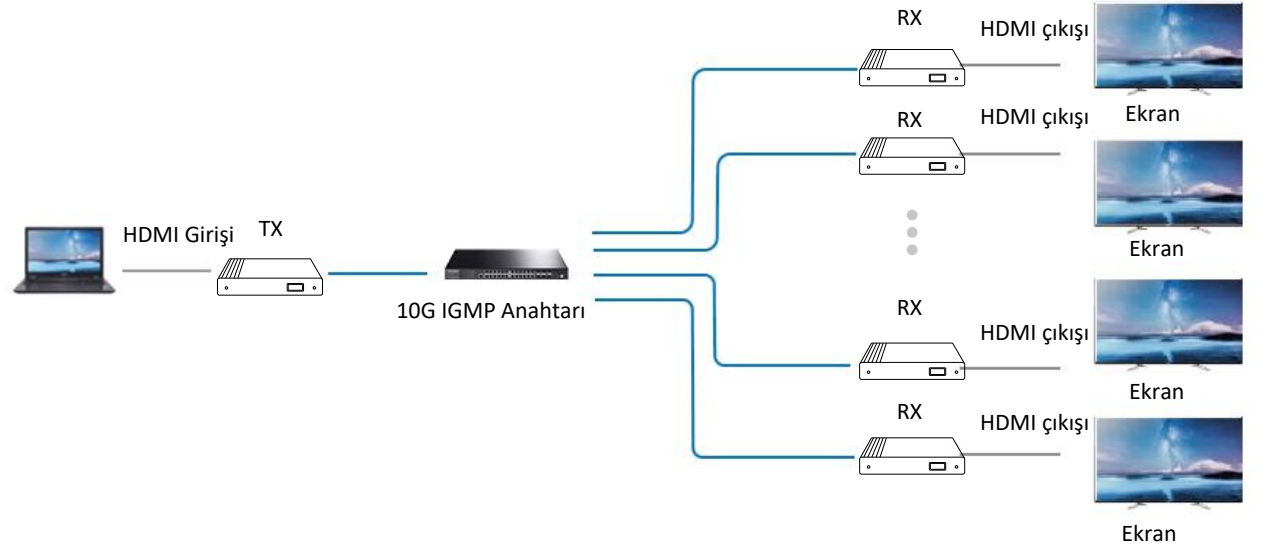 RX
HDMI çıkışı
Ekran
RX
HDMI çıkışı
Ekran
HDMI Girişi
TX
10G IGMP Anahtarı
RX
HDMI çıkışı
Ekran
RX
HDMI çıkışı
Ekran